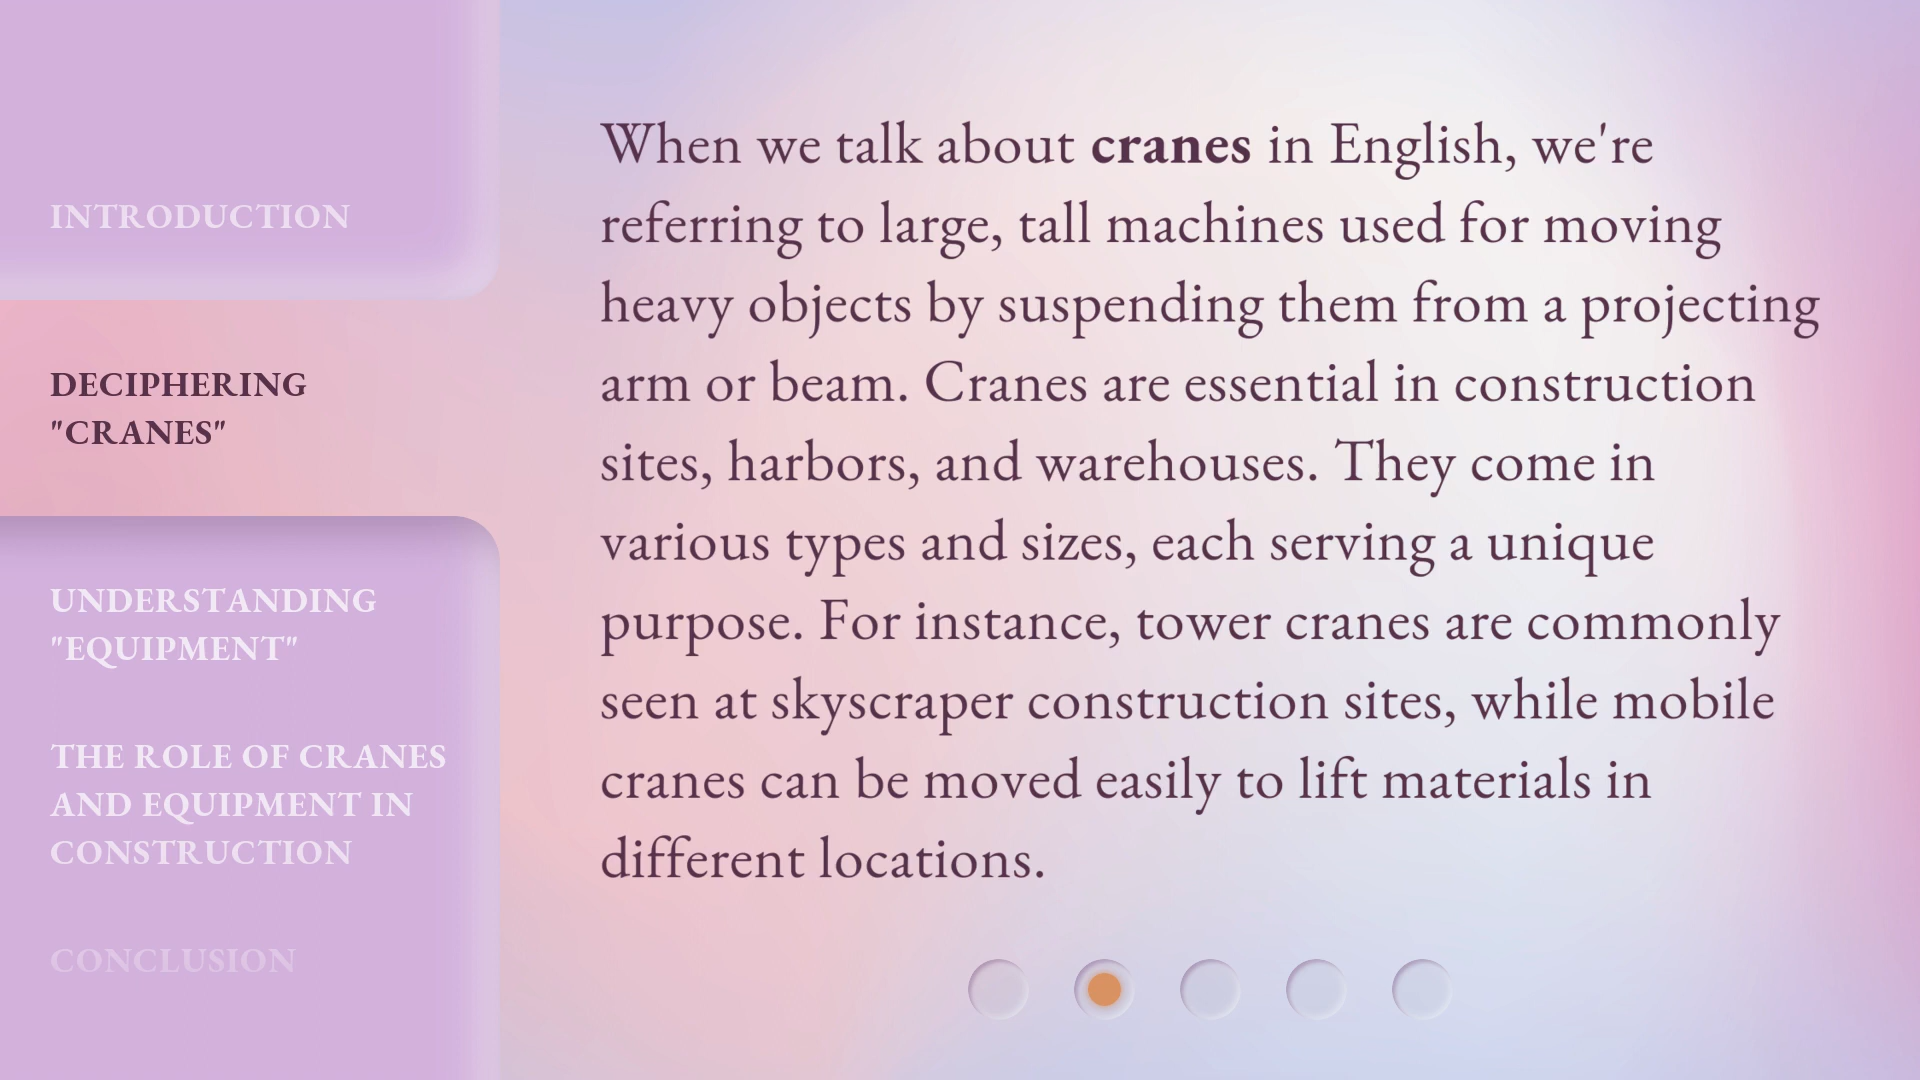 INTRODUCTION
DECIPHERING
"CRANES"
UNDERSTANDING
"EQUIPMENT"
THE ROLE OF CRANES
AND EQUIPMENT IN
CONSTRUCTION
CONCLUSION
When we talk about cranes in English, we're
referring to large, tall machines used for moving
heavy objects by suspending them from a projecting
arm or beam. Cranes are essential in construction
sites, harbors, and warehouses. They come in
various types and sizes, each serving a unique
purpose. For instance, tower cranes are commonly
seen at skyscraper construction sites, while mobile
cranes can be moved easily to lift materials in
different locations.